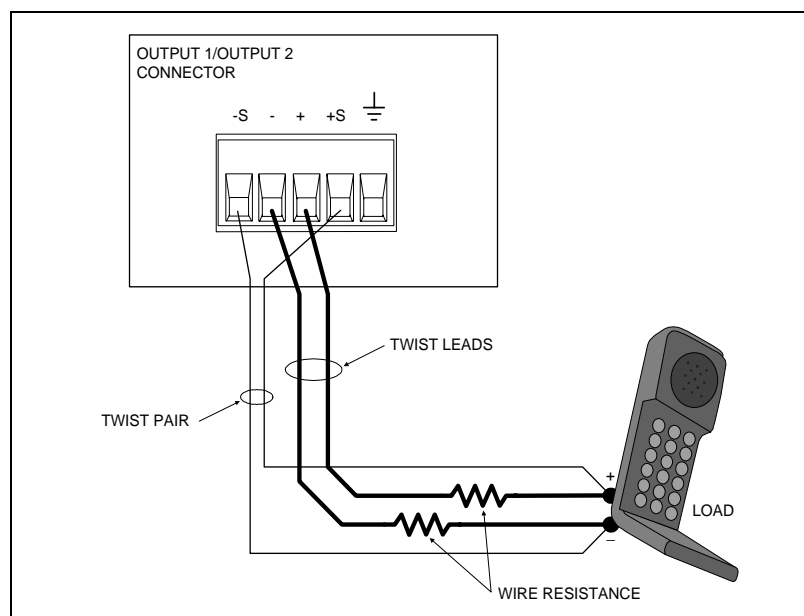 OUTPUT 1/OUTPUT 2
CONNECTOR
-S - + +S
TWIST LEADS
TWIST PAIR
+
LOAD
–
WIRE RESISTANCE